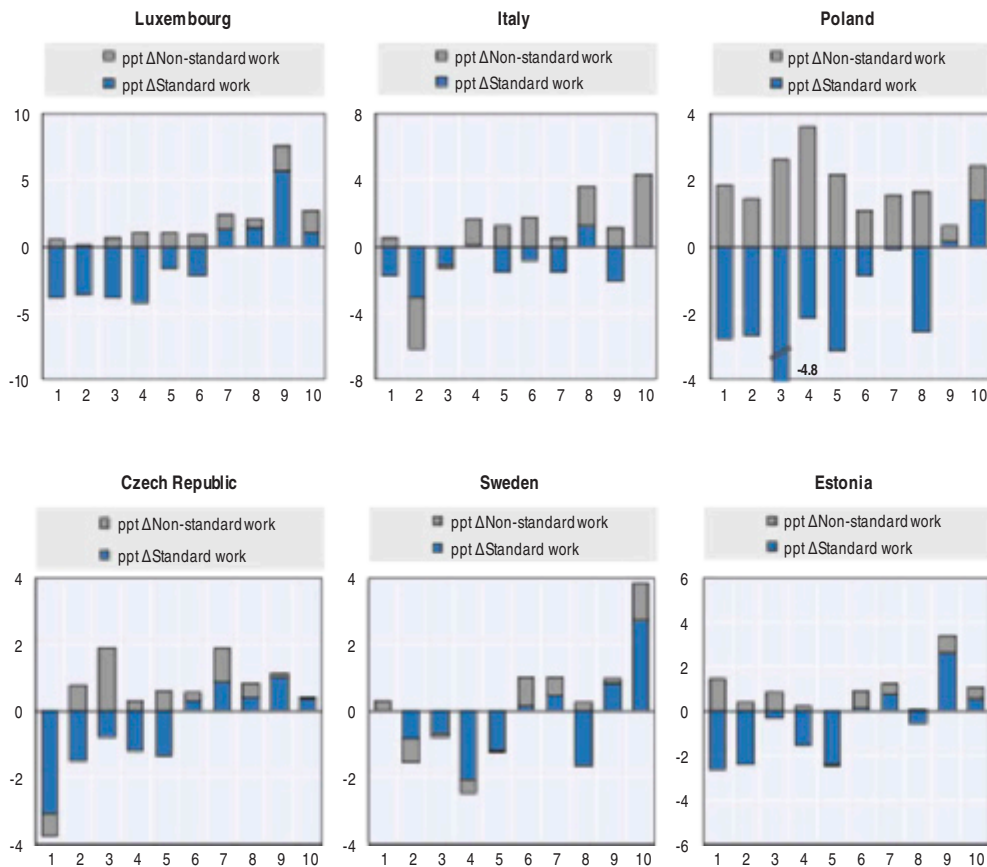 Luxembourg
ppt ΔNon-standard work
ppt ΔStandard work
10
5
0
-5
-10
1 2 3 4 5 6 7 8 9 10
Italy
ppt ΔNon-standard work
ppt ΔStandard work
8
4
0
-4
-8
1 2 3 4 5 6 7 8 9 10
Poland
ppt ΔNon-standard work
ppt ΔStandard work
4
2
0
-2
-4
-4.8
1 2 3 4 5 6 7 8 9 10
Czech Republic
ppt ΔNon-standard work
ppt ΔStandard work
4
2
0
-2
-4
1 2 3 4 5 6 7 8 9 10
Sweden
ppt ΔNon-standard work
ppt ΔStandard work
4
2
0
-2
-4
1 2 3 4 5 6 7 8 9 10
Estonia
ppt ΔNon-standard work
ppt ΔStandard work
6
4
2
0
-2
-4
-6
1 2 3 4 5 6 7 8 9 10